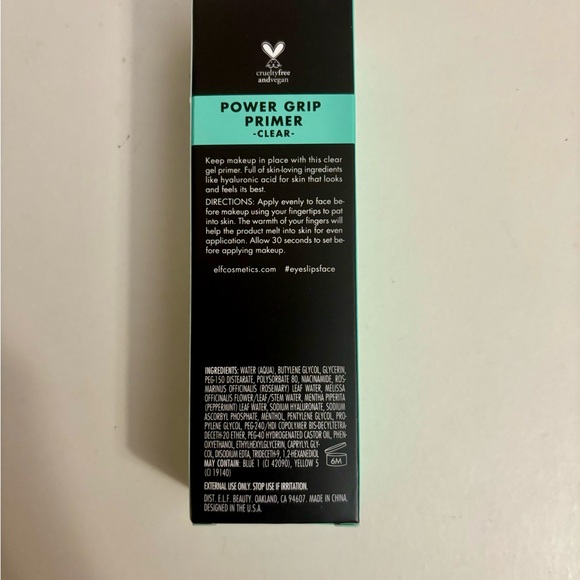 crueltyfree
andvegan
POWER GRIP
PRIMER
-CLEAR-
Keep makeup in place with this clear
gel primer. Full of skin-loving ingredients
like hyaluronic acid for skin that looks
and feels its best.
DIRECTIONS: Apply evenly to face be-
fore makeup using your fingertips to pat
into skin. The warmth of your fingers will
help the product melt into skin for even
application. Allow 30 seconds to set be-
fore applying makeup.
elfcosmetics.com #eyeslipsface
INGREDIENTS: WATER (AQUA), BUTYLENE GLYCOL, GLYCERIN,
PEG-150 DISTEARATE, POLYSORBATE 80, NIACINAMIDE, ROS-
MARINUS OFFICINALIS (ROSEMARY) LEAF WATER, MELISSA
OFFICINALIS FLOWER/LEAF/STEM WATER, MENTHA PIPERITA
(PEPPERMINT) LEAF WATER, SODIUM HYALURONATE, SODIUM
ASCORBYL PHOSPHATE, MENTHOL, PENTYLENE GLYCOL, PRO-
PYLENE GLYCOL, PEG-240/HDI COPOLYMER BIS-DECYLTETRA-
DECETH-20 ETHER, PEG-40 HYDROGENATED CASTOR OIL, PHEN-
OXYETHANOL, ETHYLHEXYLGLYCERIN, CAPRYLYL GLY-
COL, DISODIUM EDTA, TRIDECETH-9, 1,2-HEXANEDIOL
MAY CONTAIN: BLUE 1 (CI 42090), YELLOW 5
(CI 19140)
6M
EXTERNAL USE ONLY. STOP USE IF IRRITATION.
DIST. E.L.F. BEAUTY. OAKLAND, CA 94607. MADE IN CHINA.
DESIGNED IN THE U.S.A.